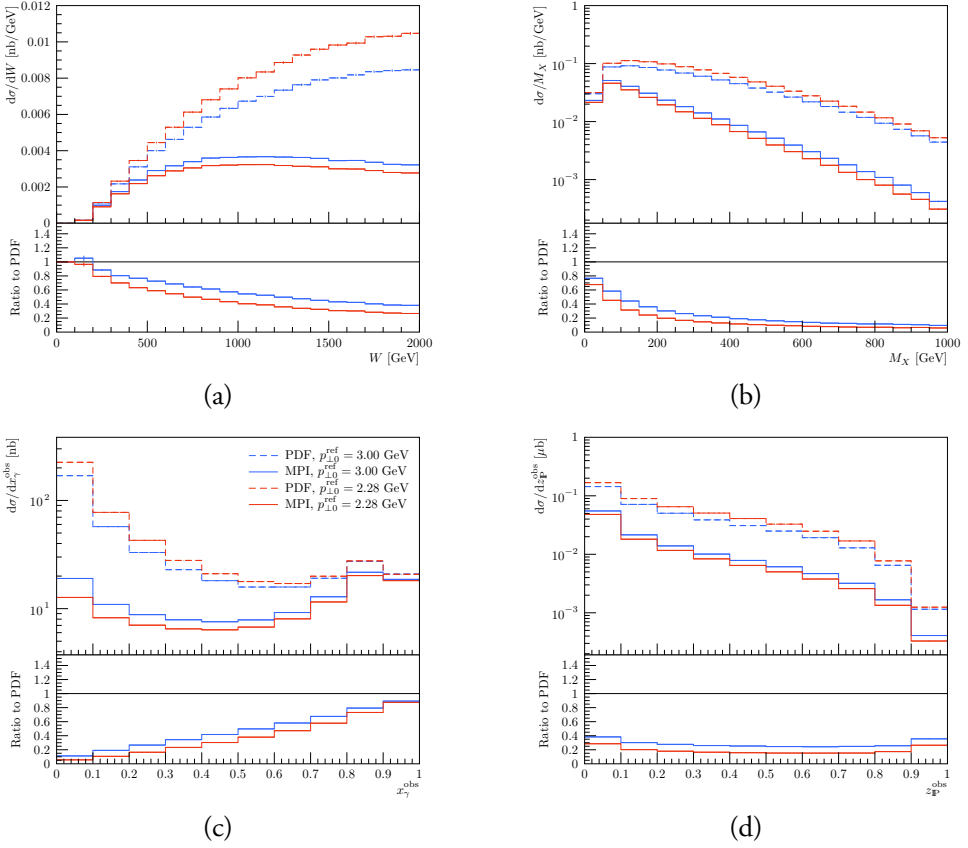 dσ/dW [nb/GeV]
0.012
0.01
0.008
0.006
0.004
0.002
0
Ratio to PDF
1.4
1.2
1
0.8
0.6
0.4
0.2
0
0 500 1000 1500 2000
W [GeV]
(a)
dσ/M_X [nb/GeV]
1
10^{-1}
10^{-2}
10^{-3}
Ratio to PDF
1.4
1.2
1
0.8
0.6
0.4
0.2
0
0 200 400 600 800 1000
M_X [GeV]
(b)
dσ/dx_γ^{obs} [nb]
10^2
10^1
PDF, p_{⊥0}^{ref} = 3.00 GeV
MPI, p_{⊥0}^{ref} = 3.00 GeV
PDF, p_{⊥0}^{ref} = 2.28 GeV
MPI, p_{⊥0}^{ref} = 2.28 GeV
Ratio to PDF
1.4
1.2
1
0.8
0.6
0.4
0.2
0
0 0.1 0.2 0.3 0.4 0.5 0.6 0.7 0.8 0.9 1
x_γ^{obs}
(c)
dσ/dz_ℙ^{obs} [μb]
1
10^{-1}
10^{-2}
10^{-3}
Ratio to PDF
1.4
1.2
1
0.8
0.6
0.4
0.2
0
0 0.1 0.2 0.3 0.4 0.5 0.6 0.7 0.8 0.9 1
z_ℙ^{obs}
(d)